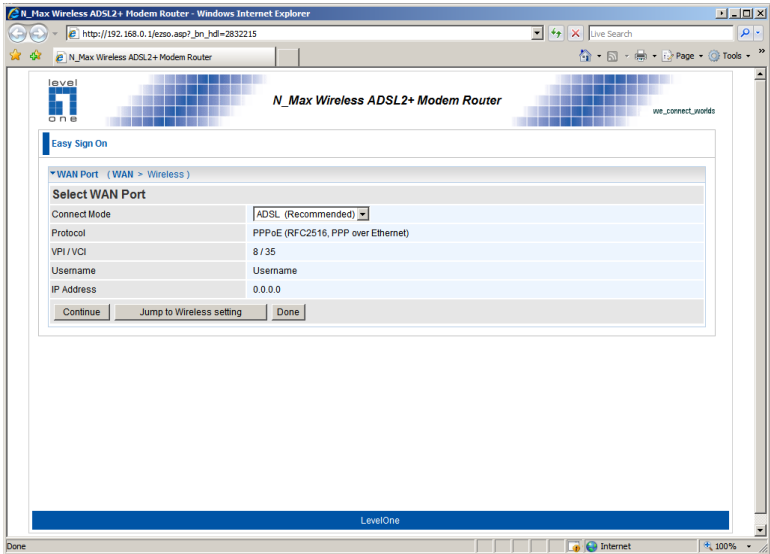 N_Max Wireless ADSL2+ Modem Router - Windows Internet Explorer
http://192.168.0.1/ezso.asp?_bn_hdl=2832215
Live Search
N_Max Wireless ADSL2+ Modem Router
Page
Tools
level
one
N_Max Wireless ADSL2+ Modem Router
we_connect_worlds
Easy Sign On
WAN Port ( WAN > Wireless )
Select WAN Port
Connect Mode ADSL (Recommended)
Protocol PPPoE (RFC2516, PPP over Ethernet)
VPI / VCI 8 / 35
Username Username
IP Address 0.0.0.0
Continue Jump to Wireless setting Done
LevelOne
Done Internet 100%